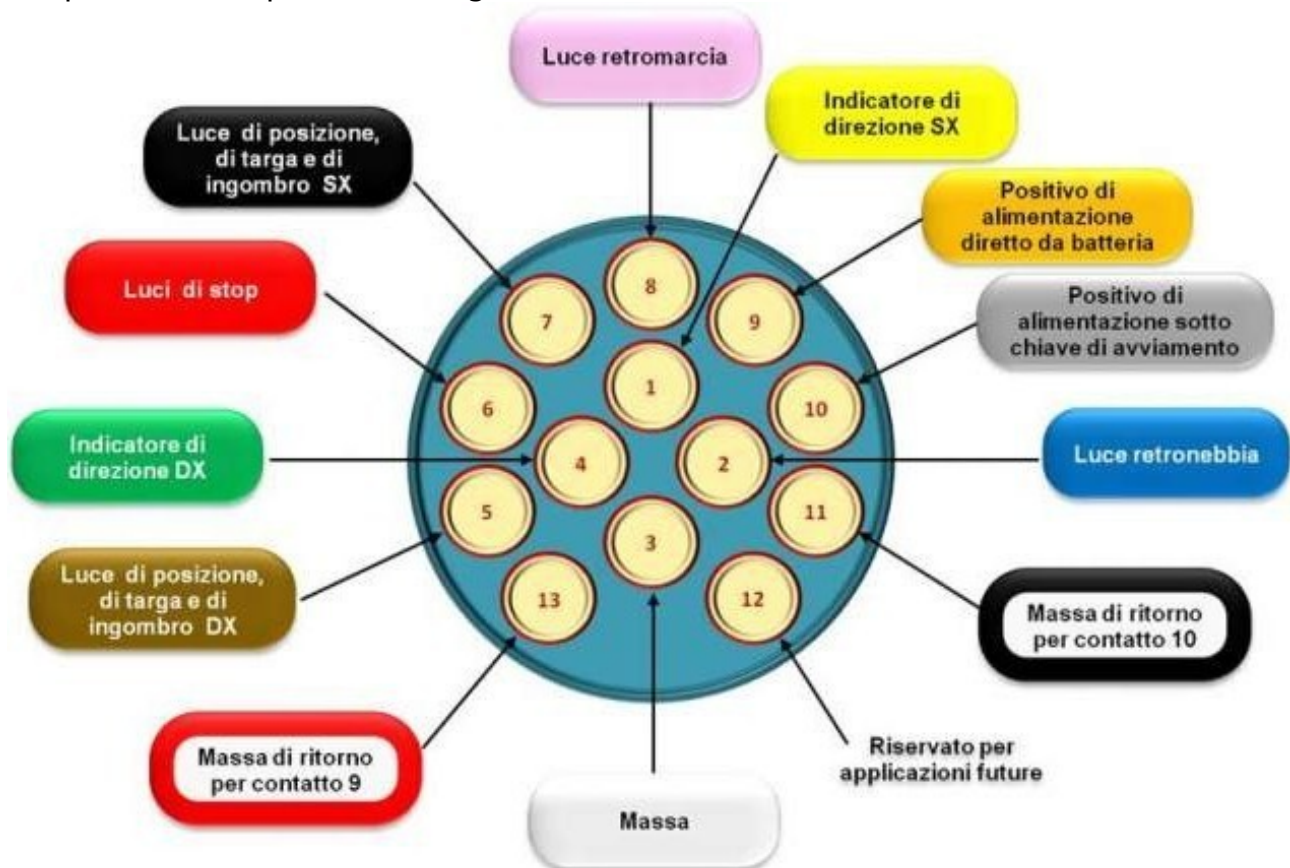 Luce retromarcia
Indicatore di
direzione SX
Luce di posizione,
di targa e di
ingombro SX
Positivo di
alimentazione
diretto da batteria
Luci di stop
Positivo di
alimentazione sotto
chiave di avviamento
8
7
9
1
6
10
Indicatore di
direzione DX
4
2
Luce retronebbia
5
11
3
Luce di posizione,
di targa e di
ingombro DX
13
12
Massa di ritorno
per contatto 10
Massa di ritorno
per contatto 9
Riservato per
applicazioni future
Massa